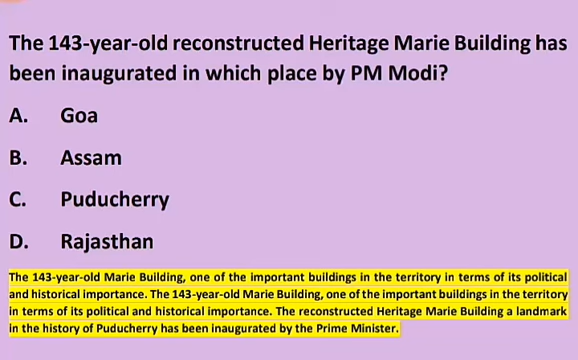 The 143-year-old reconstructed Heritage Marie Building has
been inaugurated in which place by PM Modi?
A. Goa
B. Assam
C. Puducherry
D. Rajasthan
The 143-year-old Marie Building, one of the important buildings in the territory in terms of its political
and historical importance. The 143-year-old Marie Building, one of the important buildings in the territory
in terms of its political and historical importance. The reconstructed Heritage Marie Building a landmark
in the history of Puducherry has been inaugurated by the Prime Minister.